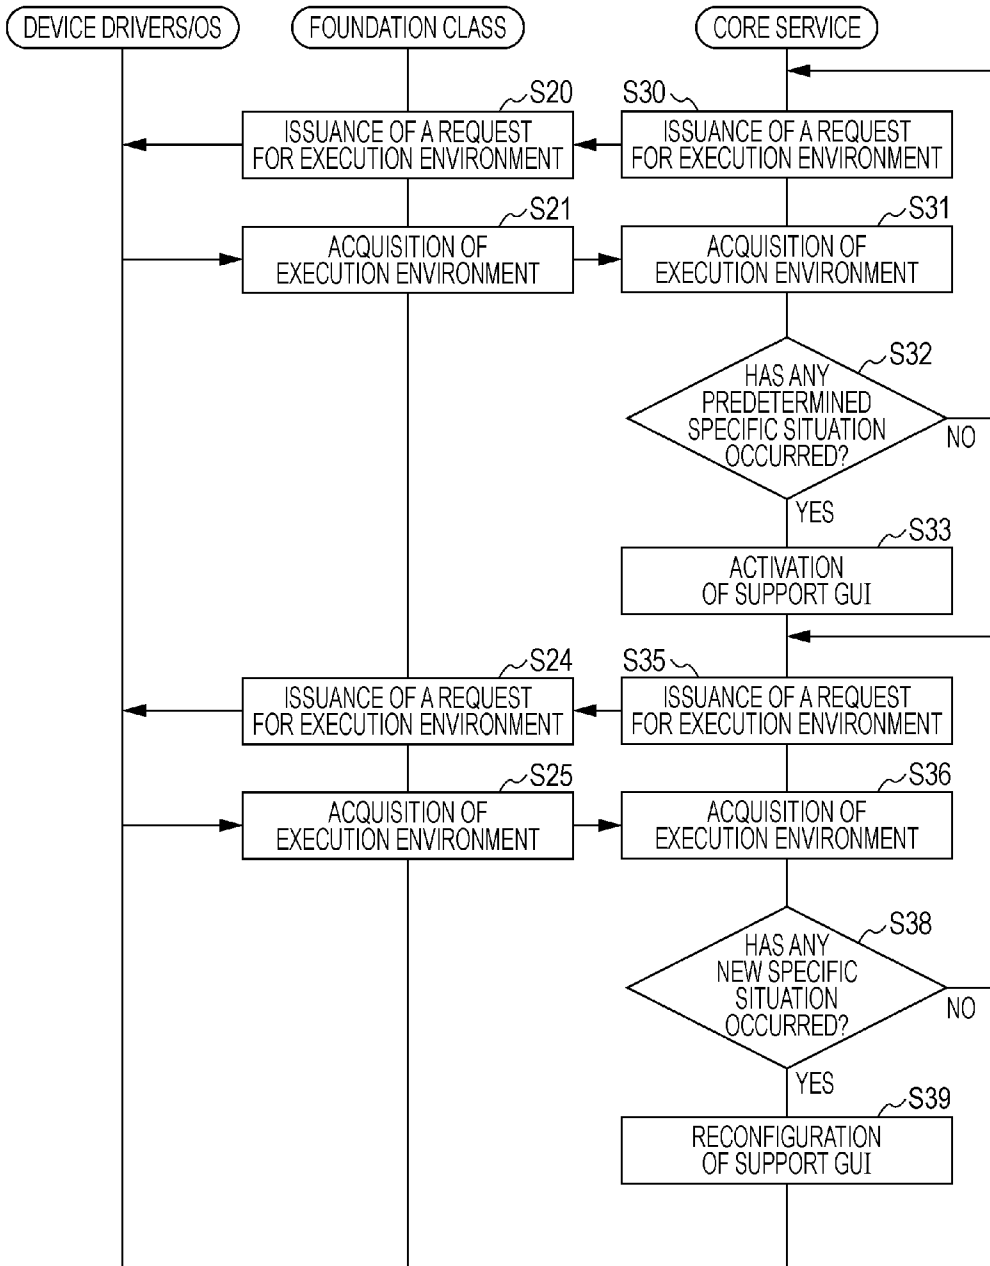 DEVICE DRIVERS/OS
FOUNDATION CLASS
CORE SERVICE
S20
ISSUANCE OF A REQUEST
FOR EXECUTION ENVIRONMENT
S30
ISSUANCE OF A REQUEST
FOR EXECUTION ENVIRONMENT
S21
ACQUISITION OF
EXECUTION ENVIRONMENT
S31
ACQUISITION OF
EXECUTION ENVIRONMENT
S32
HAS ANY
PREDETERMINED
SPECIFIC SITUATION
OCCURRED?
NO
YES
S33
ACTIVATION
OF SUPPORT GUI
S24
ISSUANCE OF A REQUEST
FOR EXECUTION ENVIRONMENT
S35
ISSUANCE OF A REQUEST
FOR EXECUTION ENVIRONMENT
S25
ACQUISITION OF
EXECUTION ENVIRONMENT
S36
ACQUISITION OF
EXECUTION ENVIRONMENT
S38
HAS ANY
NEW SPECIFIC
SITUATION
OCCURRED?
NO
YES
S39
RECONFIGURATION
OF SUPPORT GUI